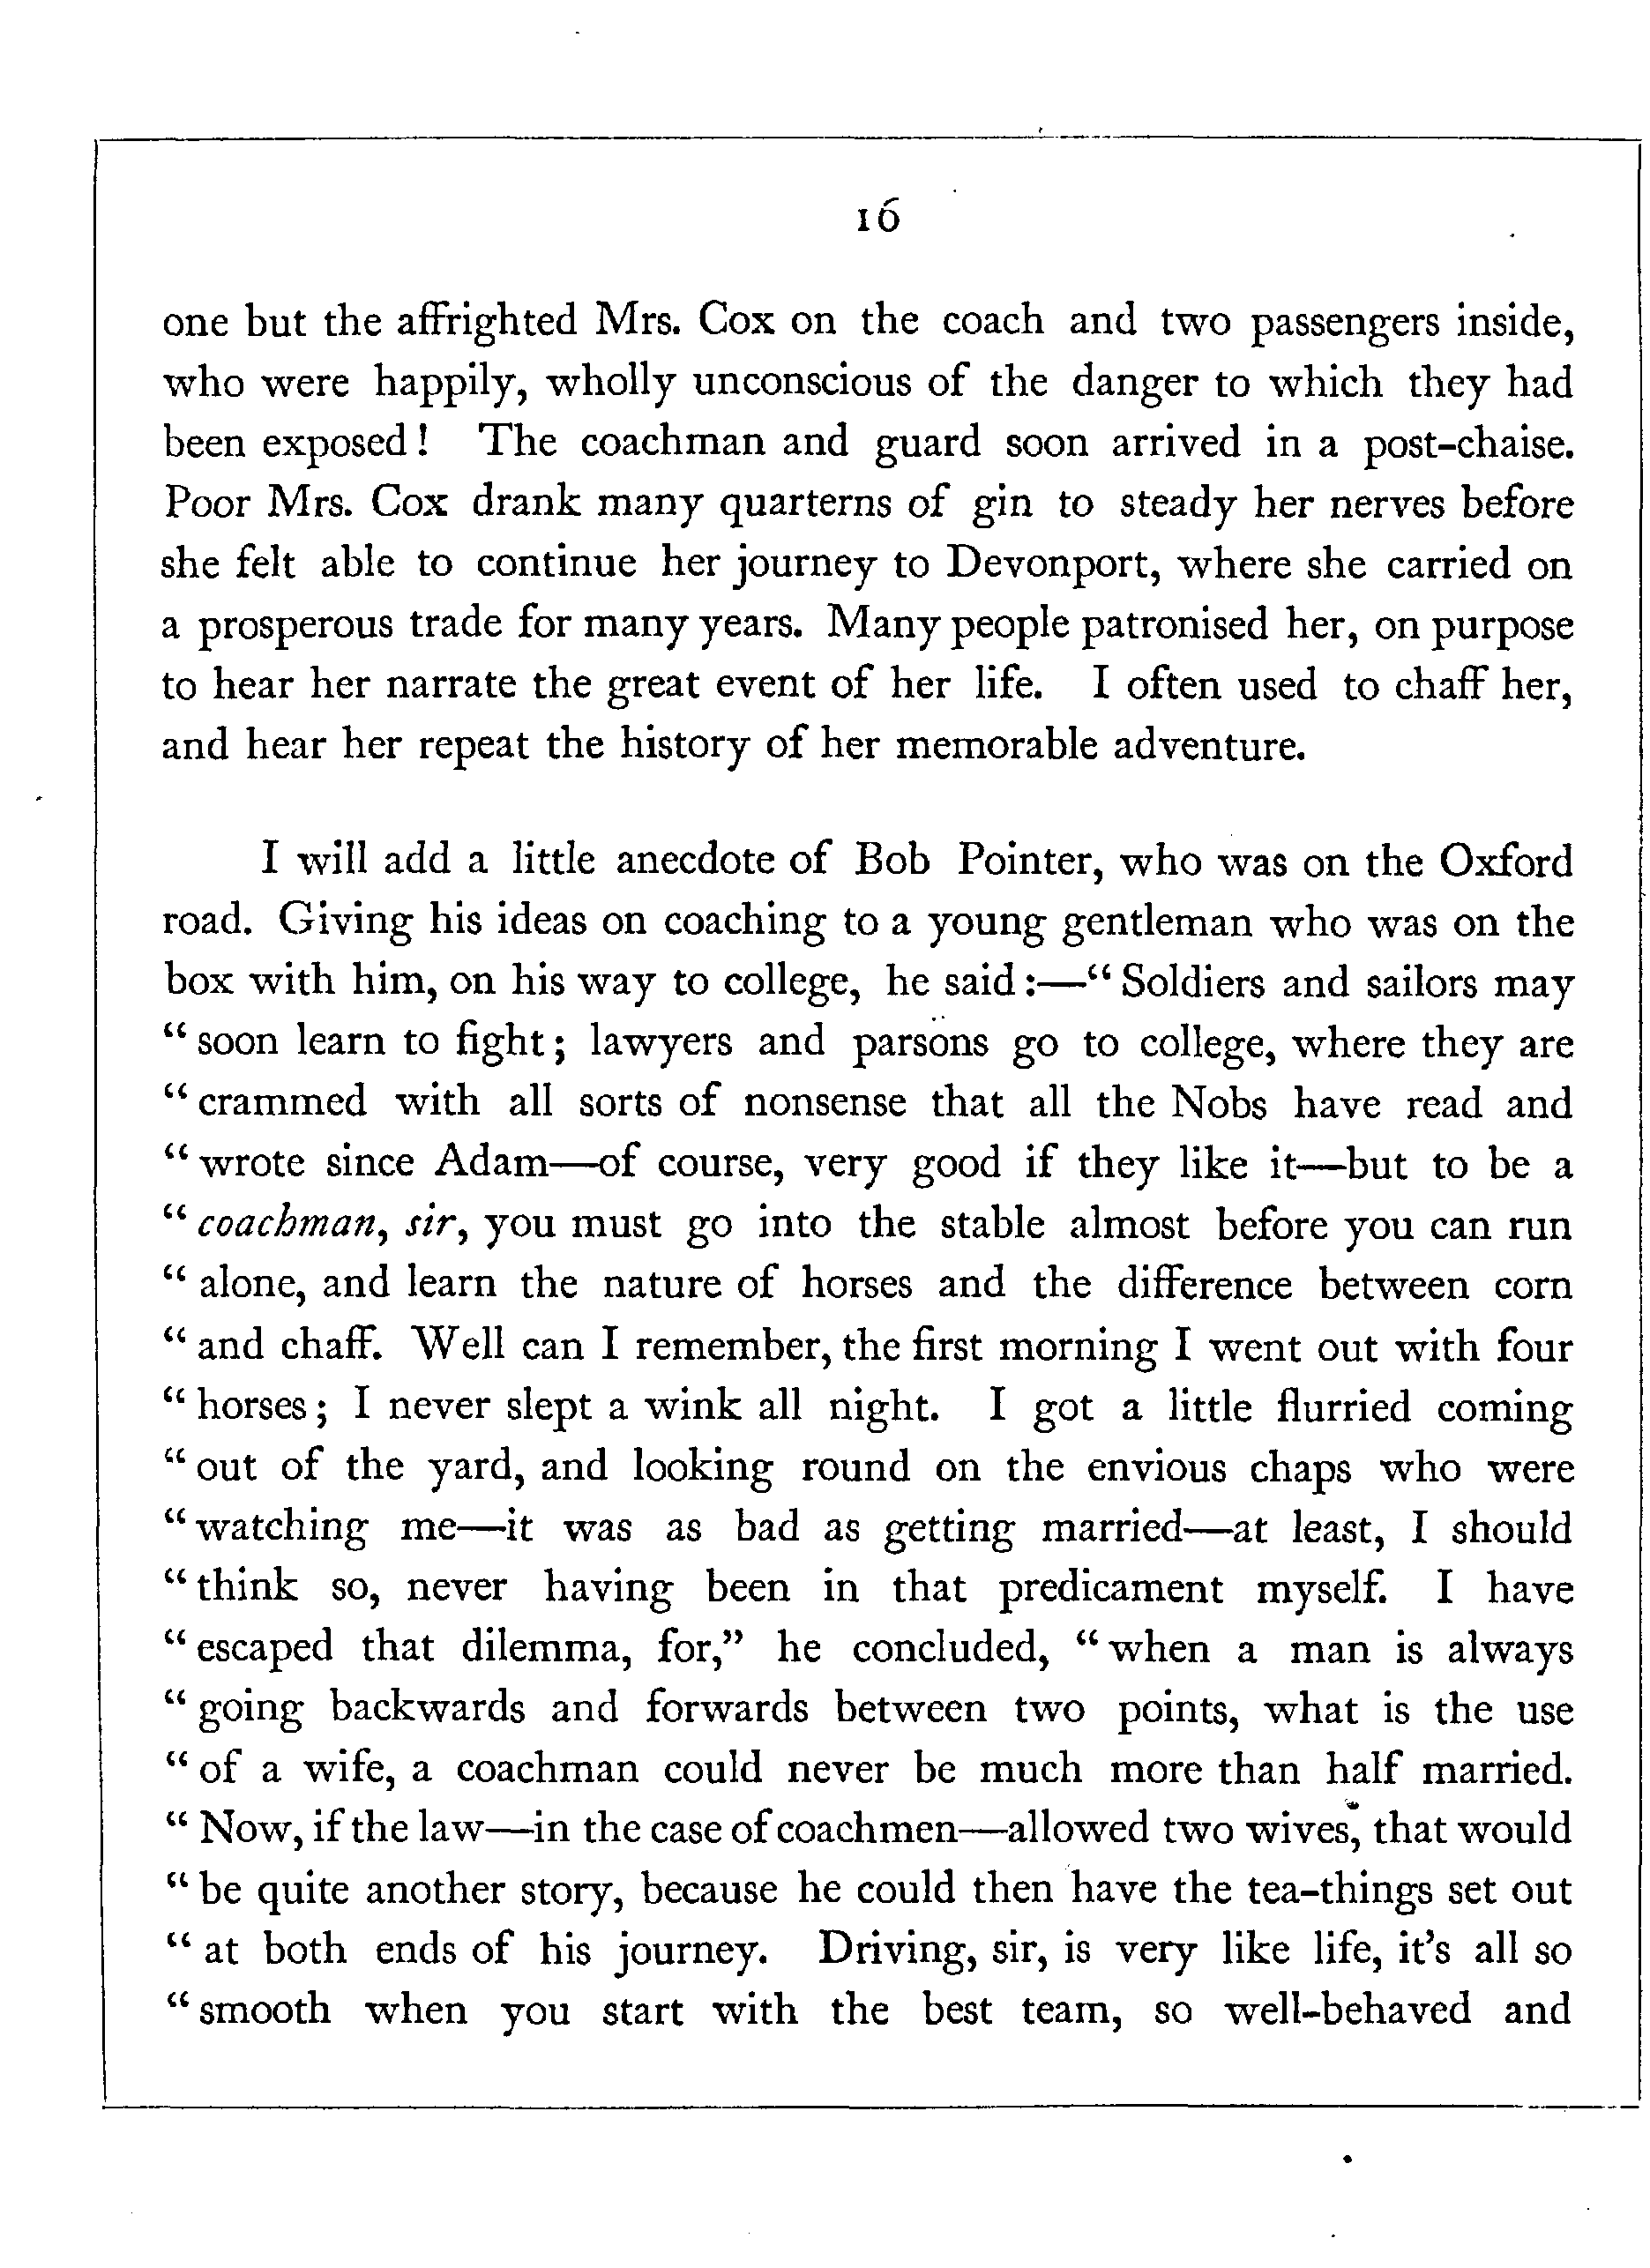 16
one but the affrighted Mrs. Cox on the coach and two passengers inside,
who were happily, wholly unconscious of the danger to which they had
been exposed! The coachman and guard soon arrived in a post-chaise.
Poor Mrs. Cox drank many quarterns of gin to steady her nerves before
she felt able to continue her journey to Devonport, where she carried on
a prosperous trade for many years. Many people patronised her, on purpose
to hear her narrate the great event of her life. I often used to chaff her,
and hear her repeat the history of her memorable adventure.
I will add a little anecdote of Bob Pointer, who was on the Oxford
road. Giving his ideas on coaching to a young gentleman who was on the
box with him, on his way to college, he said:—“Soldiers and sailors may
“soon learn to fight; lawyers and parsons go to college, where they are
“crammed with all sorts of nonsense that all the Nobs have read and
“wrote since Adam—of course, very good if they like it—but to be a
“coachman, sir, you must go into the stable almost before you can run
“alone, and learn the nature of horses and the difference between corn
“and chaff. Well can I remember, the first morning I went out with four
“horses; I never slept a wink all night. I got a little flurried coming
“out of the yard, and looking round on the envious chaps who were
“watching me—it was as bad as getting married—at least, I should
“think so, never having been in that predicament myself. I have
“escaped that dilemma, for,” he concluded, “when a man is always
“going backwards and forwards between two points, what is the use
“of a wife, a coachman could never be much more than half married.
“Now, if the law—in the case of coachmen—allowed two wives, that would
“be quite another story, because he could then have the tea-things set out
“at both ends of his journey. Driving, sir, is very like life, it’s all so
“smooth when you start with the best team, so well-behaved and